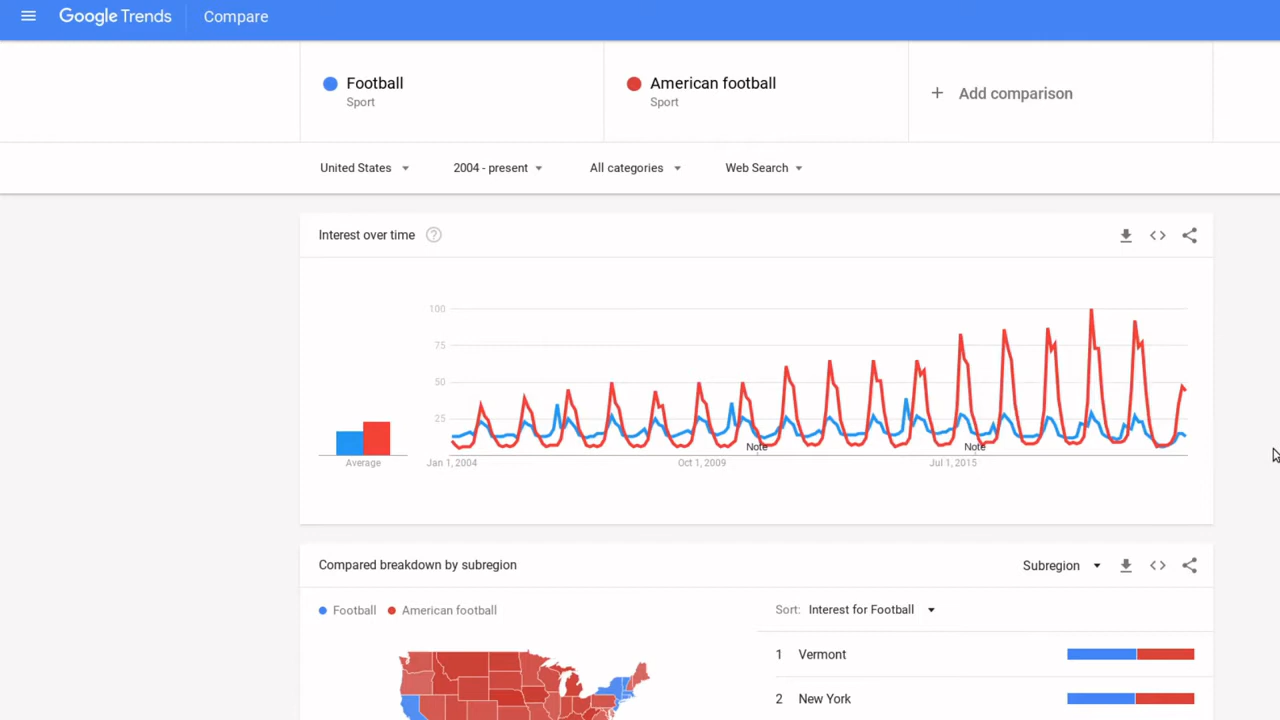 Google Trends Compare
Football
Sport
American football
Sport
+ Add comparison
United States
2004 - present
All categories
Web Search
Interest over time ?
100
75
50
25
Note
Note
Average
Jan 1, 2004
Oct 1, 2009
Jul 1, 2015
Compared breakdown by subregion
Subregion
Football American football
Sort: Interest for Football
1 Vermont
2 New York